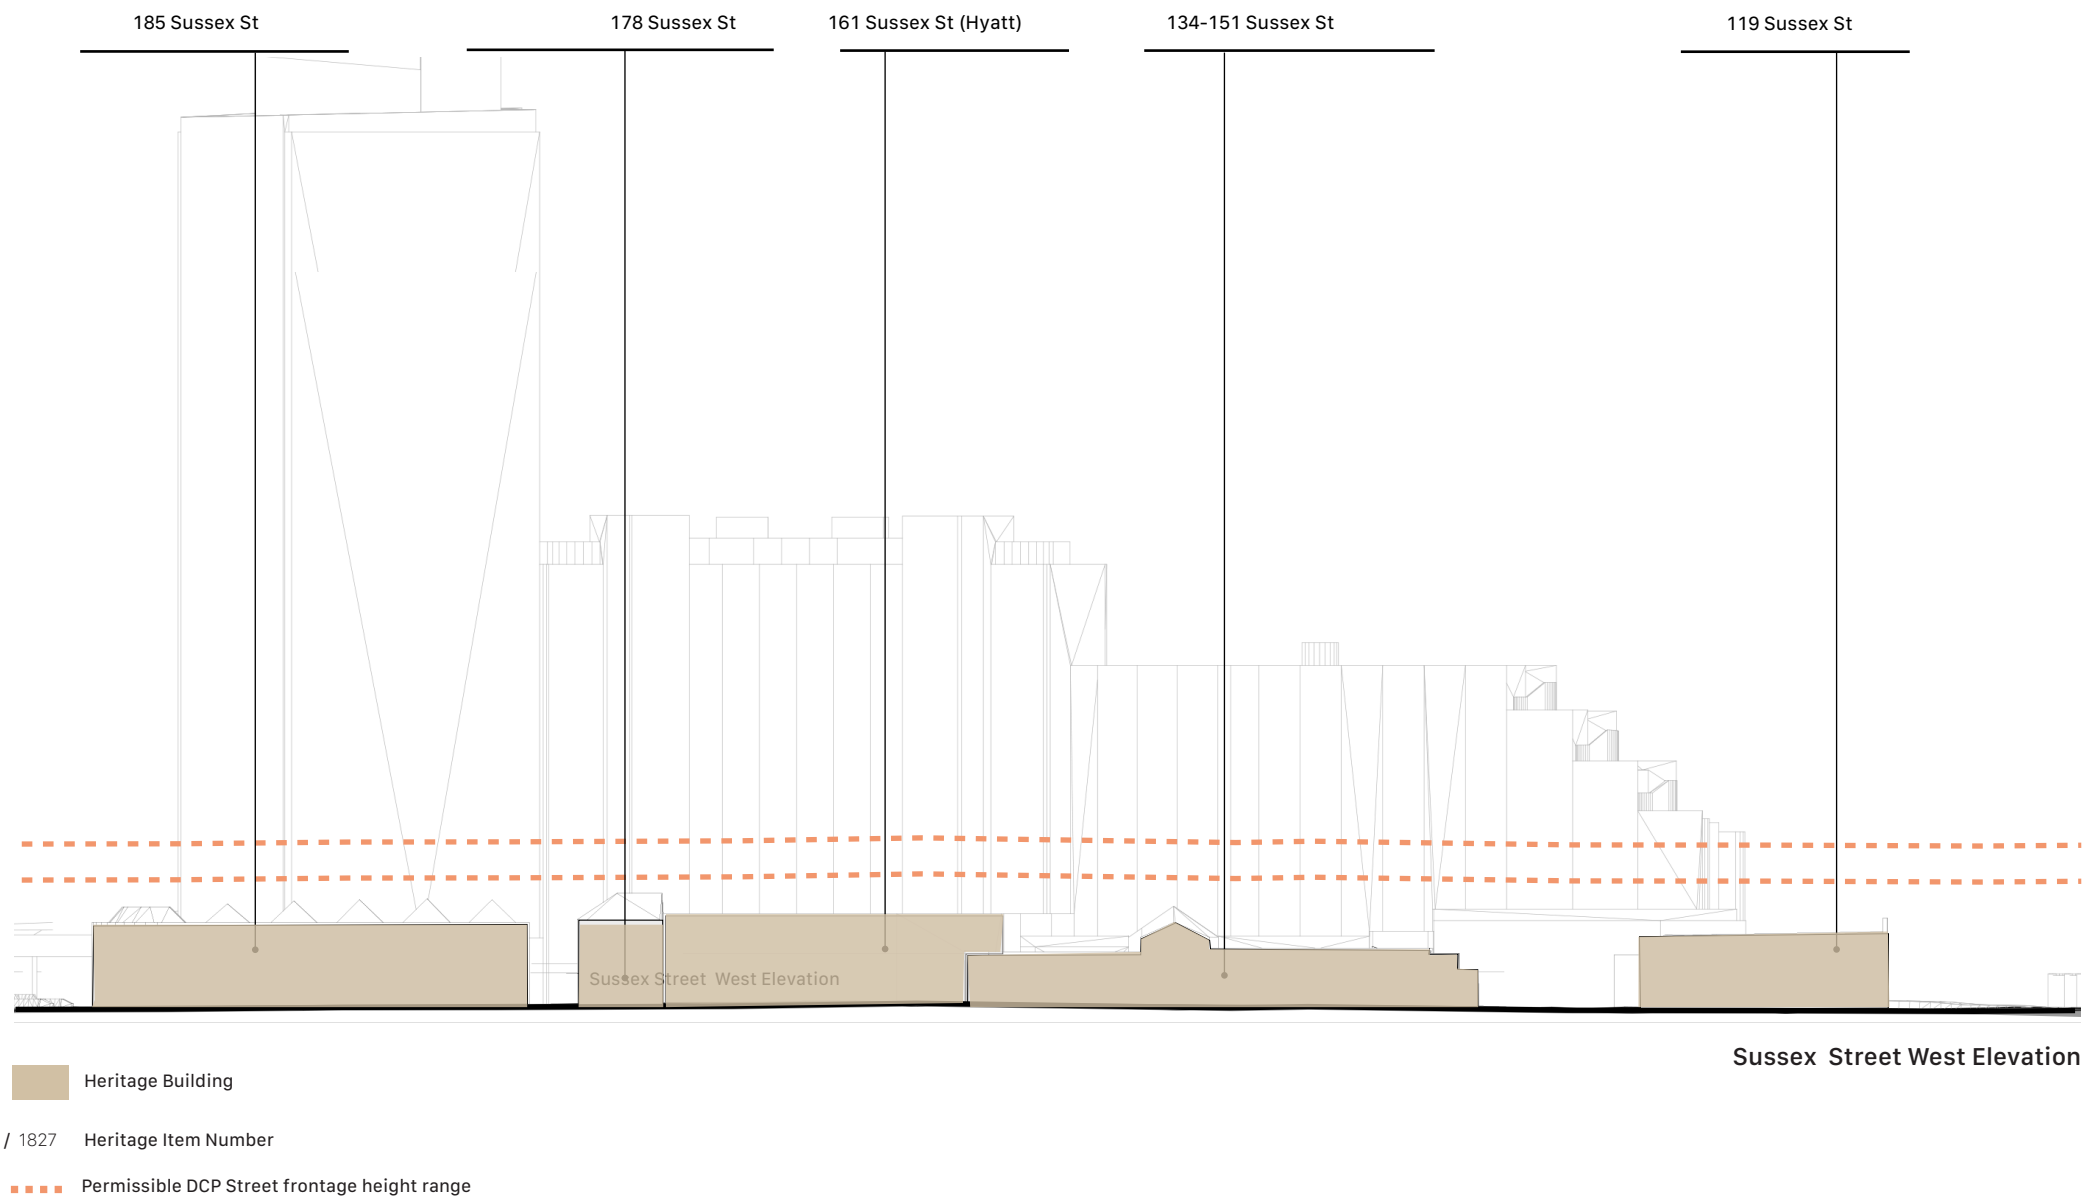 185 Sussex St
178 Sussex St
161 Sussex St (Hyatt)
134-151 Sussex St
119 Sussex St
Sussex Street West Elevation
Sussex Street West Elevation
Heritage Building
/ 1827 Heritage Item Number
Permissible DCP Street frontage height range